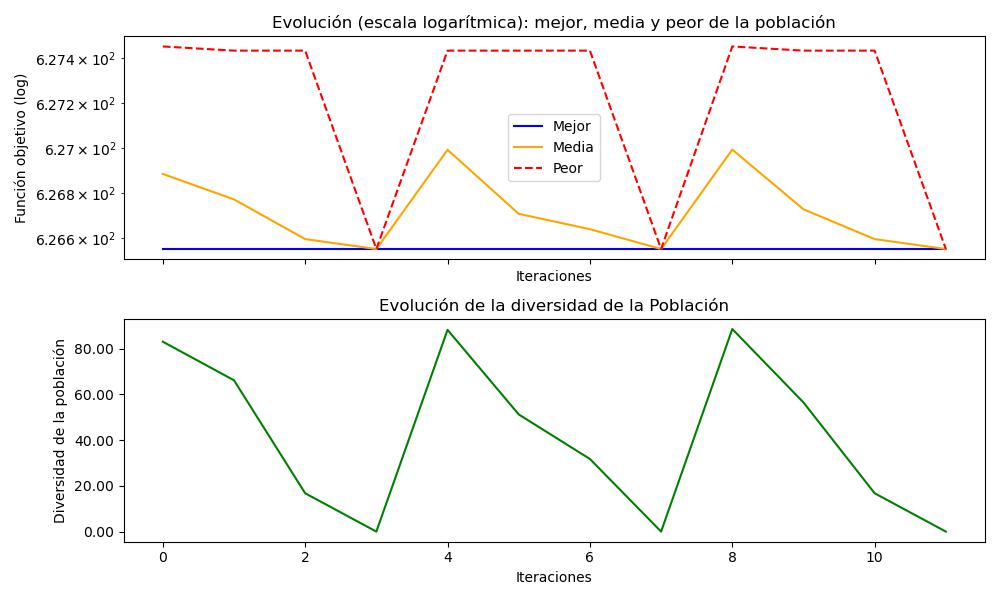 Evolución (escala logarítmica): mejor, media y peor de la población
Función objetivo (log)
6.274 × 10²
6.272 × 10²
6.27 × 10²
6.268 × 10²
6.266 × 10²
Mejor
Media
Peor
Iteraciones
Evolución de la diversidad de la Población
Diversidad de la población
80.00
60.00
40.00
20.00
0.00
0 2 4 6 8 10
Iteraciones